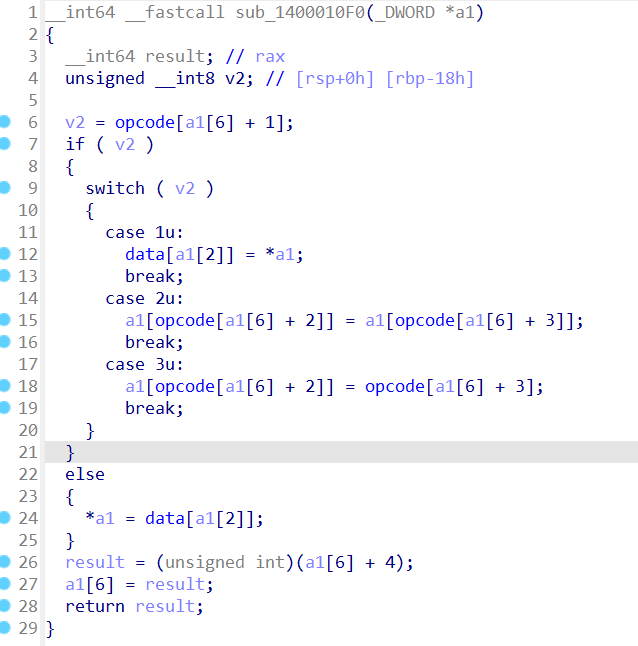 1 __int64 __fastcall sub_1400010F0(_DWORD *a1)
2 {
3   __int64 result; // rax
4   unsigned __int8 v2; // [rsp+0h] [rbp-18h]
5
6   v2 = opcode[a1[6] + 1];
7   if ( v2 )
8   {
9     switch ( v2 )
10     {
11       case 1u:
12         data[a1[2]] = *a1;
13         break;
14       case 2u:
15         a1[opcode[a1[6] + 2]] = a1[opcode[a1[6] + 3]];
16         break;
17       case 3u:
18         a1[opcode[a1[6] + 2]] = opcode[a1[6] + 3];
19         break;
20     }
21   }
22   else
23   {
24     *a1 = data[a1[2]];
25   }
26   result = (unsigned int)(a1[6] + 4);
27   a1[6] = result;
28   return result;
29 }